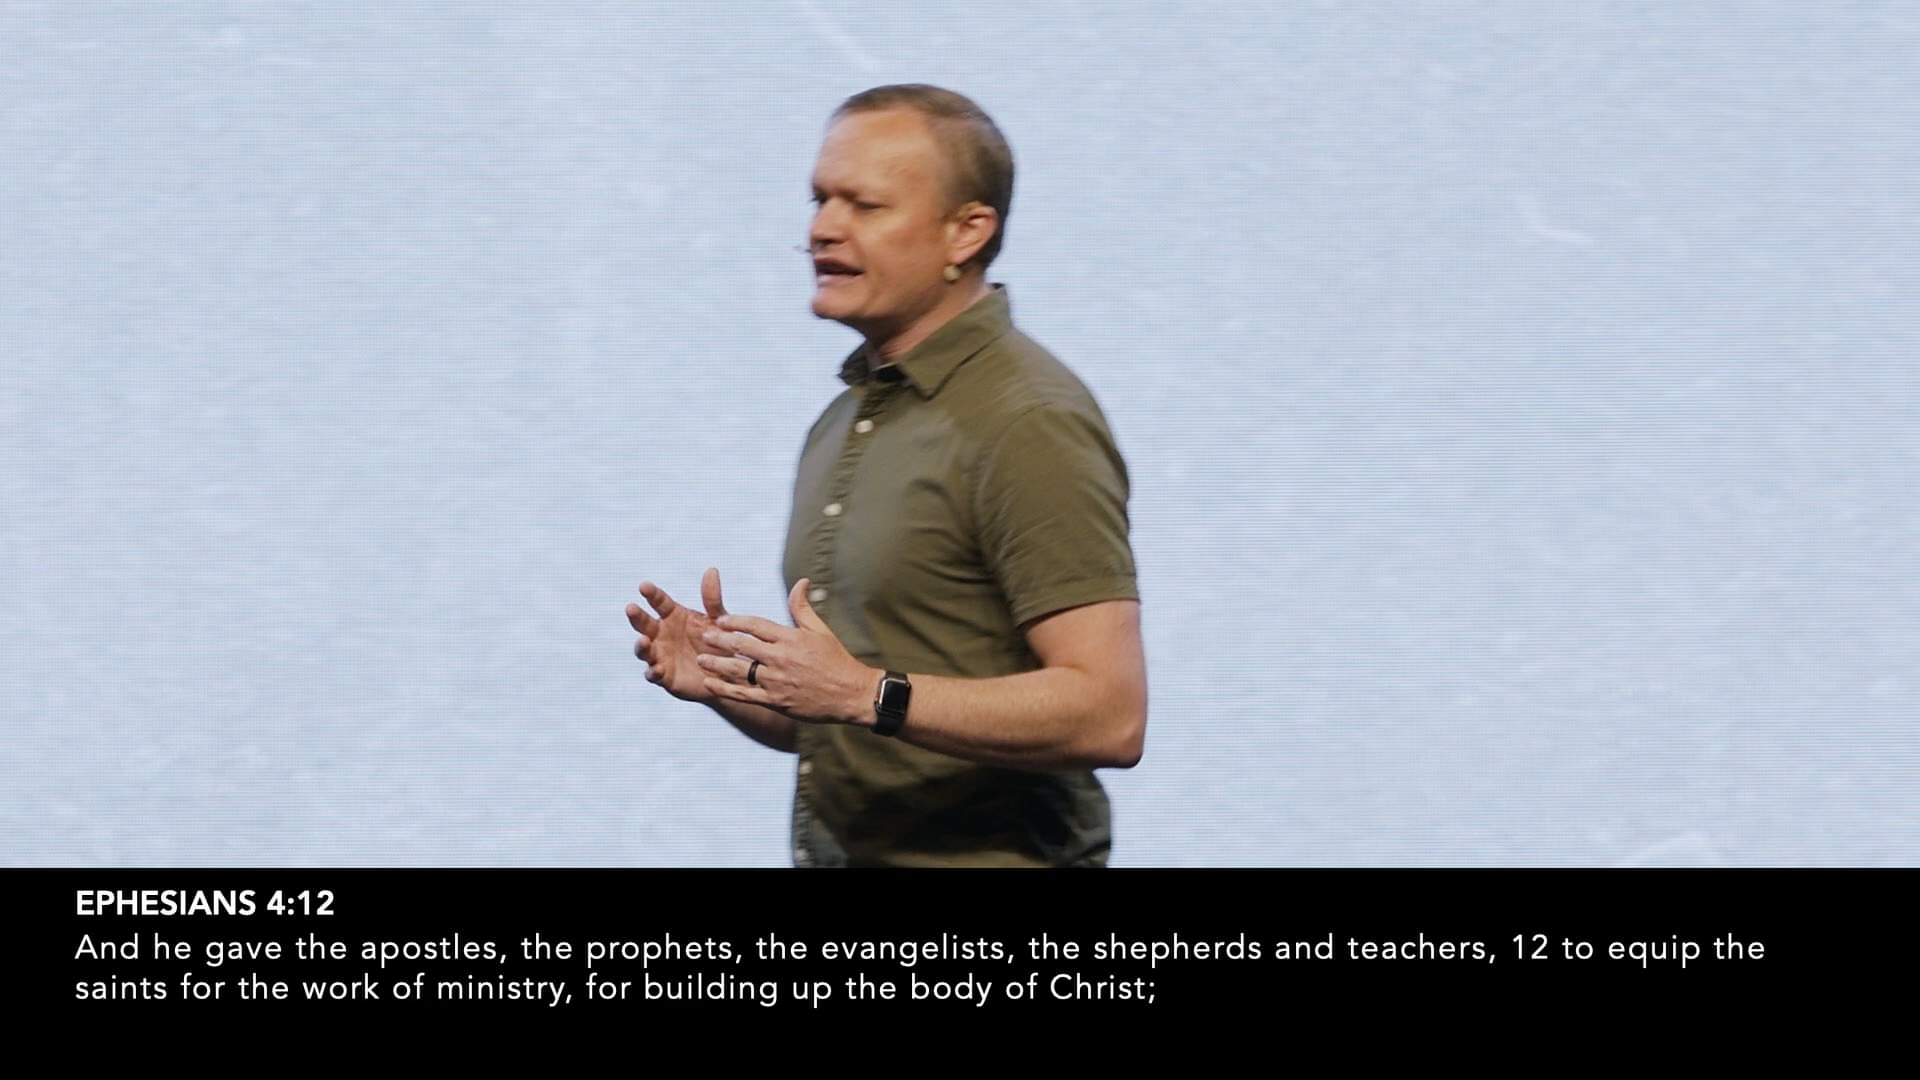 EPHESIANS 4:12
And he gave the apostles, the prophets, the evangelists, the shepherds and teachers, 12 to equip the
saints for the work of ministry, for building up the body of Christ;